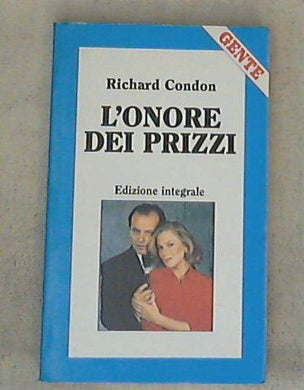 GENTE
Richard Condon
L'ONORE
DEI PRIZZI
Edizione integrale